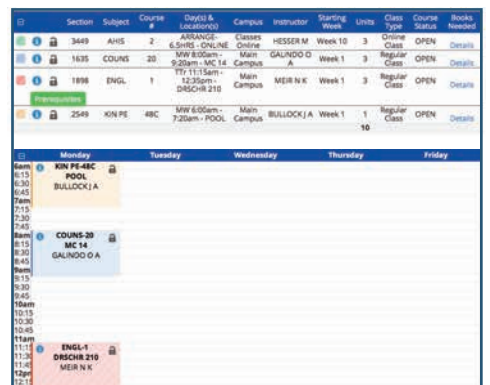 Section Subject Course # Day(s) & Location(s) Campus Instructor Starting Week Units Class Type Course Status Books Needed
3449 AHIS 2 ARRANGE- 6.5HRS - ONLINE Classes Online HESSER M Week 10 3 Online Class OPEN Details
1635 COUNS 20 MW 8:00am - 9:20am - MC 14 Main Campus GALINDO O A Week 1 3 Regular Class OPEN Details
1898 ENGL 1 TTr 11:15am - 12:35pm - DRSCHR 210 Main Campus MEIR N K Week 1 3 Regular Class OPEN Details
Prerequisites
2549 KIN PE 48C MW 6:00am - 7:20am - POOL Main Campus BULLOCK J A Week 1 1 Regular Class OPEN Details
10
Monday Tuesday Wednesday Thursday Friday
6am KIN PE-48C
6:15 POOL
6:30 BULLOCK J A
6:45
7am
7:15
7:30
7:45
8am COUNS-20
8:15 MC 14
8:30 GALINDO O A
8:45
9am
9:15
9:30
9:45
10am
10:15
10:30
10:45
11am
11:15 ENGL-1
11:30 DRSCHR 210
11:45 MEIR N K
12pm
12:15